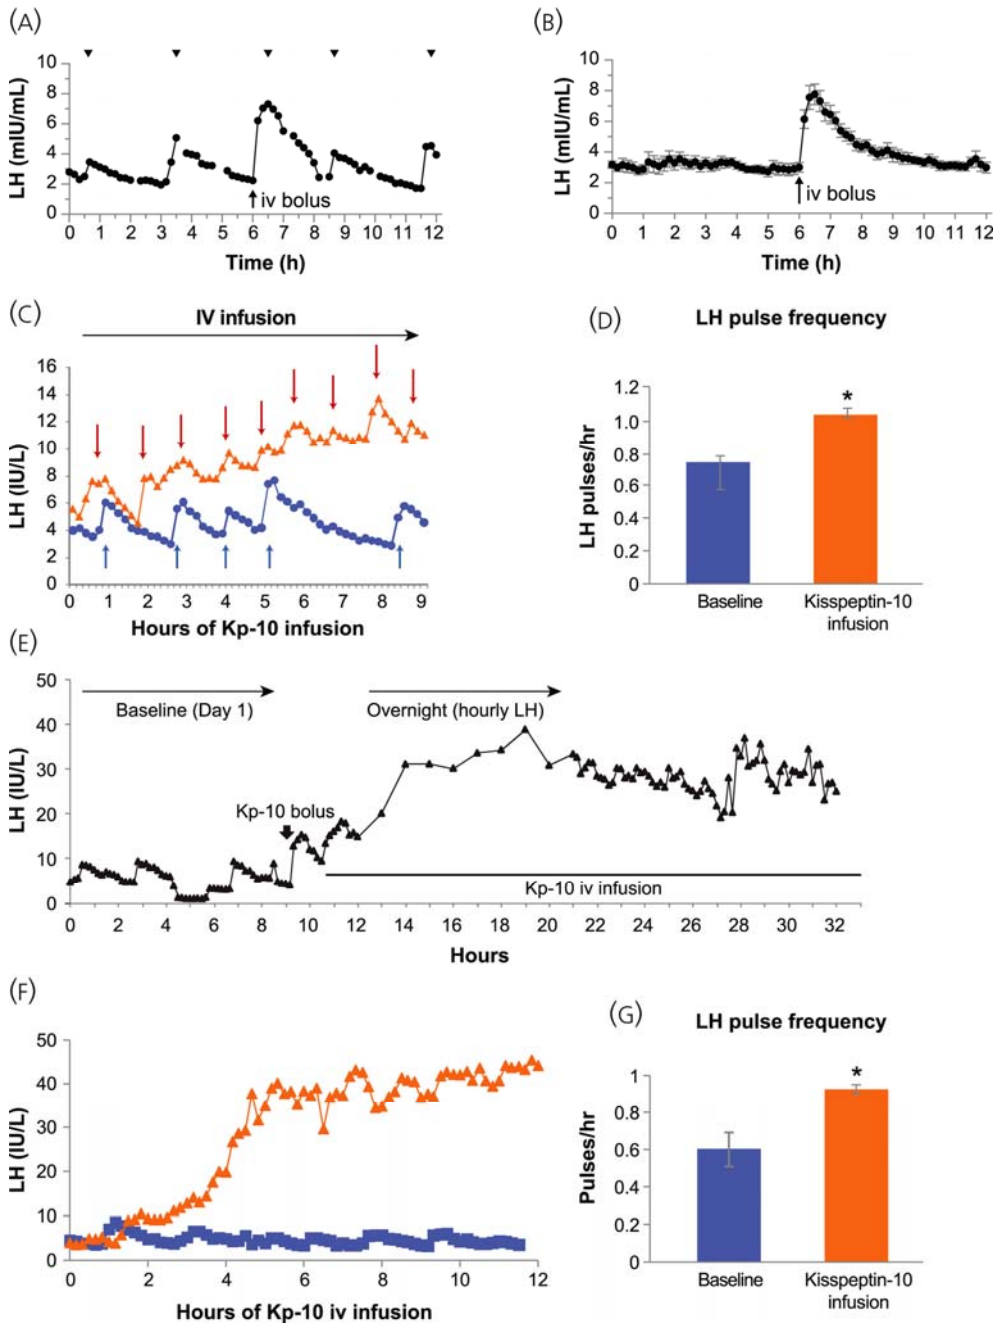 (A)
LH (mIU/mL)
10
8
6
4
2
0
iv bolus
0 1 2 3 4 5 6 7 8 9 10 11 12
Time (h)
(B)
LH (mIU/mL)
10
8
6
4
2
0
iv bolus
0 1 2 3 4 5 6 7 8 9 10 11 12
Time (h)
(C)
IV infusion
LH (IU/L)
16
14
12
10
8
6
4
2
0
0 1 2 3 4 5 6 7 8 9
Hours of Kp-10 infusion
(D)
LH pulse frequency
LH pulses/hr
1.2
1.0
0.8
0.6
0.4
0.2
0
*
Baseline
Kisspeptin-10
infusion
(E)
LH (IU/L)
50
40
30
20
10
0
Baseline (Day 1)
Overnight (hourly LH)
Kp-10 bolus
Kp-10 iv infusion
0 2 4 6 8 10 12 14 16 18 20 22 24 26 28 30 32
Hours
(F)
LH (IU/L)
50
40
30
20
10
0
0 2 4 6 8 10 12
Hours of Kp-10 iv infusion
(G)
LH pulse frequency
Pulses/hr
1
0.8
0.6
0.4
0.2
0
*
Baseline
Kisspeptin-10
infusion